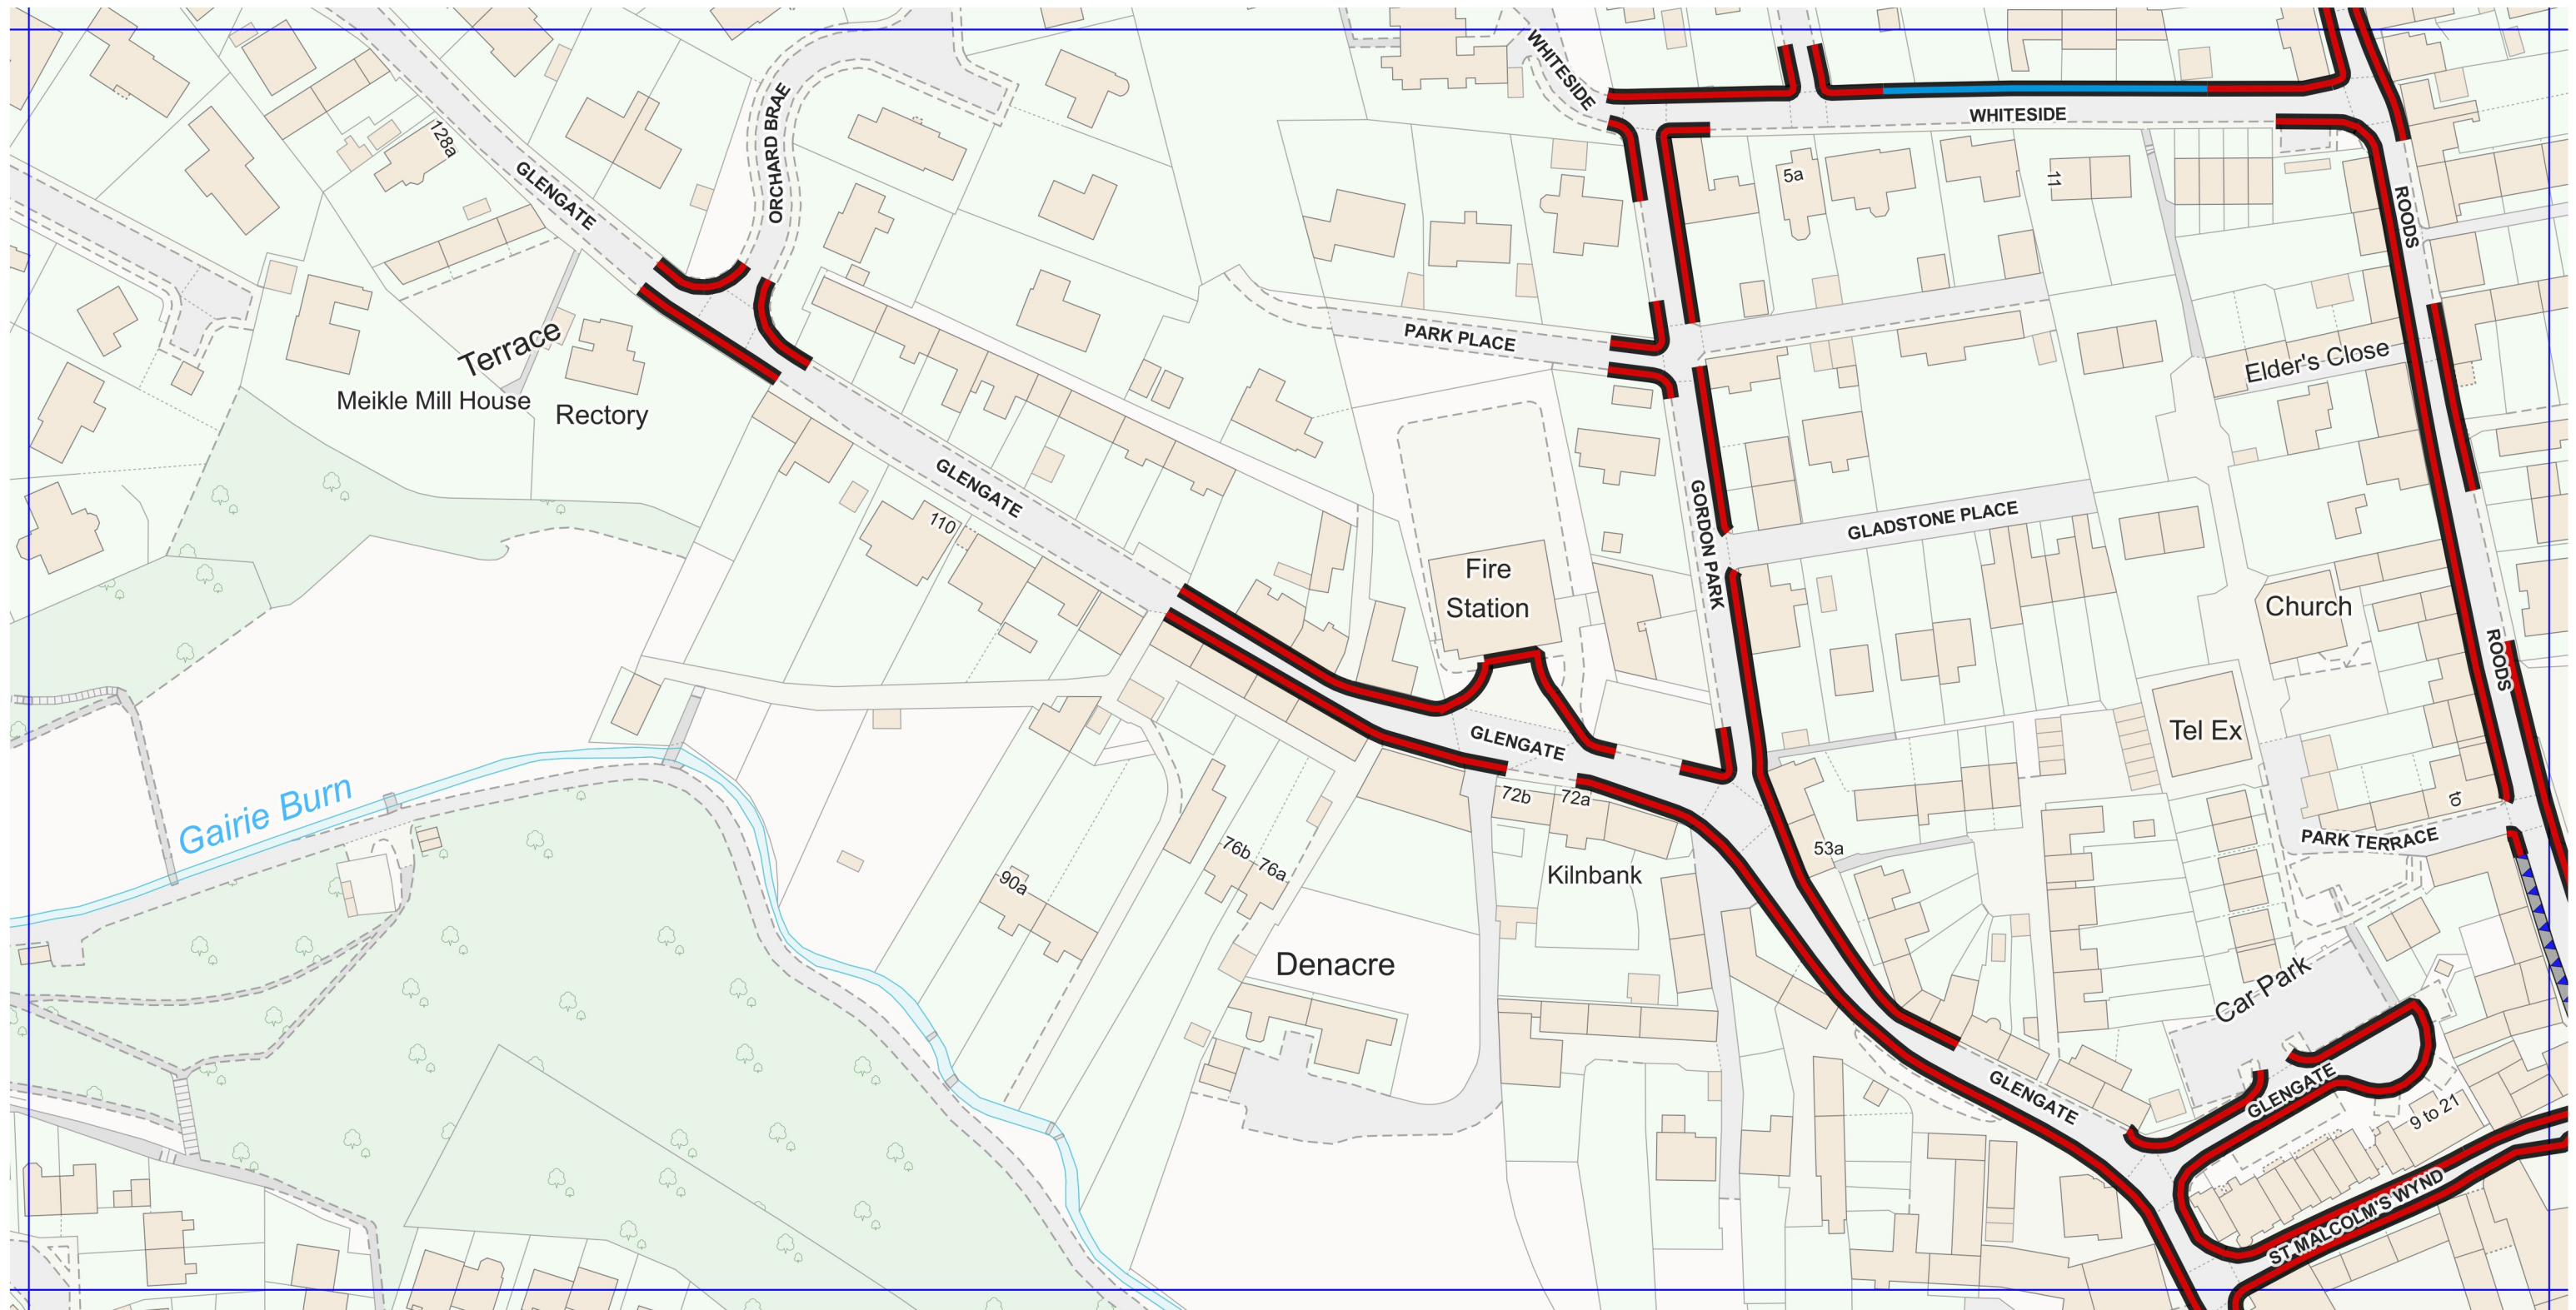 WHITESIDE
WHITESIDE
128a
ORCHARD BRAE
GLENGATE
5a
11
ROODS
Terrace
Meikle Mill House
Rectory
PARK PLACE
Elder's Close
GLENGATE
110
GORDON PARK
GLADSTONE PLACE
Fire
Station
Church
ROODS
Tel Ex
GLENGATE
72b
72a
to
Gairie Burn
PARK TERRACE
53a
76b
76a
90a
Kilnbank
Denacre
Car Park
GLENGATE
GLENGATE
9 to 21
ST MALCOLM'S WYND